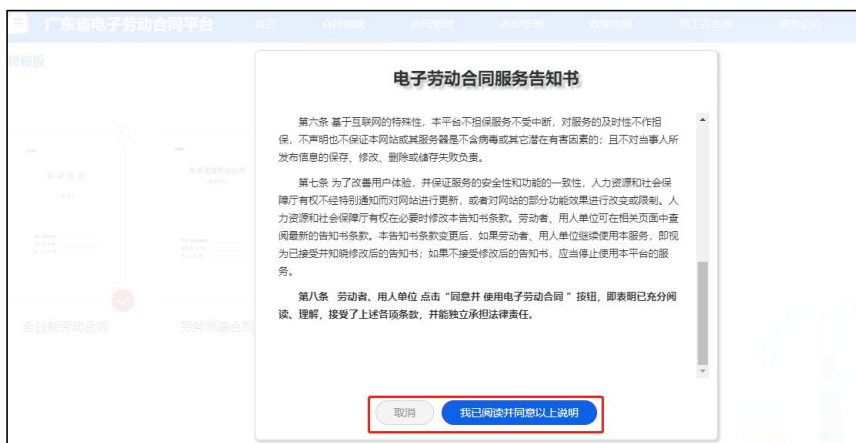 广东省电子劳动合同平台 首页 合同创建 合同管理 水印管理 政策法规 用工花名册 通知公告
择模板
电子劳动合同服务告知书
第六条 基于互联网的特殊性，本平台不担保服务不受中断，对服务的及时性不作担
保，不声明也不保证本网站或其服务器是不含病毒或其它潜在有害因素的；且不对当事人所
发布信息的保存、修改、删除或储存失败负责。
第七条 为了改善用户体验，并保证服务的安全性和功能的一致性，人力资源和社会保
障厅有权不经特别通知而对网站进行更新，或者对网站的部分功能效果进行改变或限制。人
力资源和社会保障厅有权在必要时修改本告知书条款。劳动者、用人单位可在相关页面中查
阅最新的告知书条款。本告知书条款变更后，如果劳动者、用人单位继续使用本服务，即视
为已接受并知晓修改后的告知书；如果不接受修改后的告知书，应当停止使用本平台的服
务。
第八条 劳动者、用人单位 点击“同意并 使用电子劳动合同 ”按钮，即表明已充分阅
读、理解，接受了上述各项条款，并能独立承担法律责任。
劳动合同
全日制劳动合同 劳务派遣合同
取消 我已阅读并同意以上说明